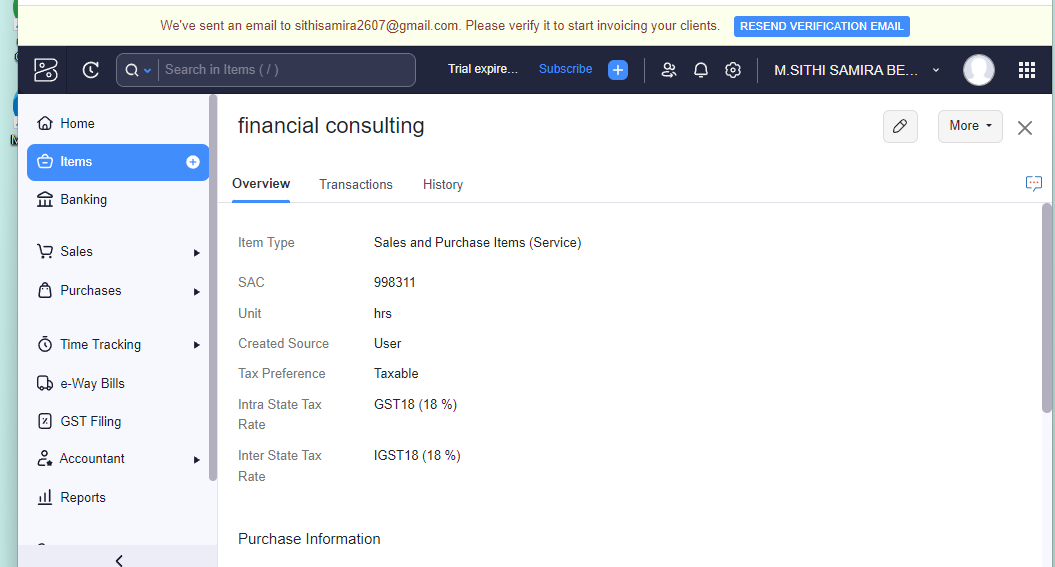 We've sent an email to sithisamira2607@gmail.com. Please verify it to start invoicing your clients. RESEND VERIFICATION EMAIL
Search in Items ( / ) Trial expire... Subscribe M.SITHI SAMIRA BE...
Home
Items
Banking
Sales
Purchases
Time Tracking
e-Way Bills
GST Filing
Accountant
Reports
financial consulting More
Overview Transactions History
Item Type Sales and Purchase Items (Service)
SAC 998311
Unit hrs
Created Source User
Tax Preference Taxable
Intra State Tax GST18 (18 %)
Rate
Inter State Tax IGST18 (18 %)
Rate
Purchase Information